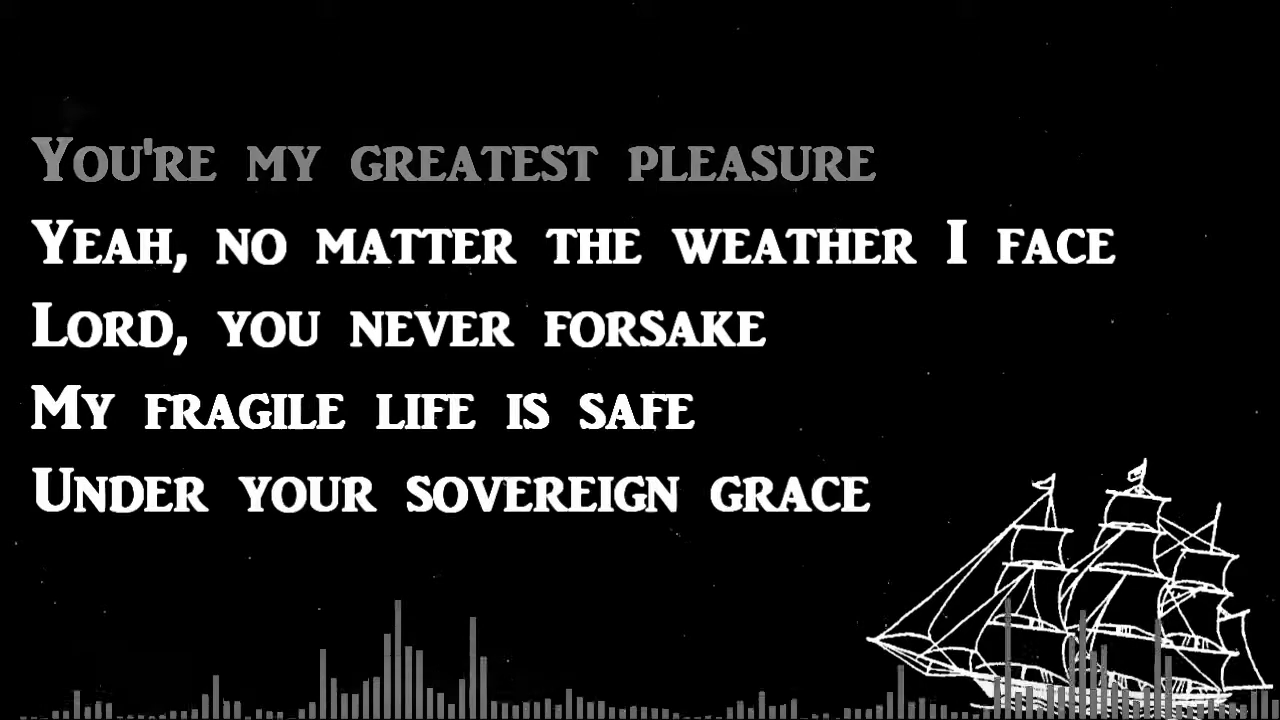 You're my greatest pleasure
Yeah, no matter the weather I face
Lord, you never forsake
My fragile life is safe
Under your sovereign grace